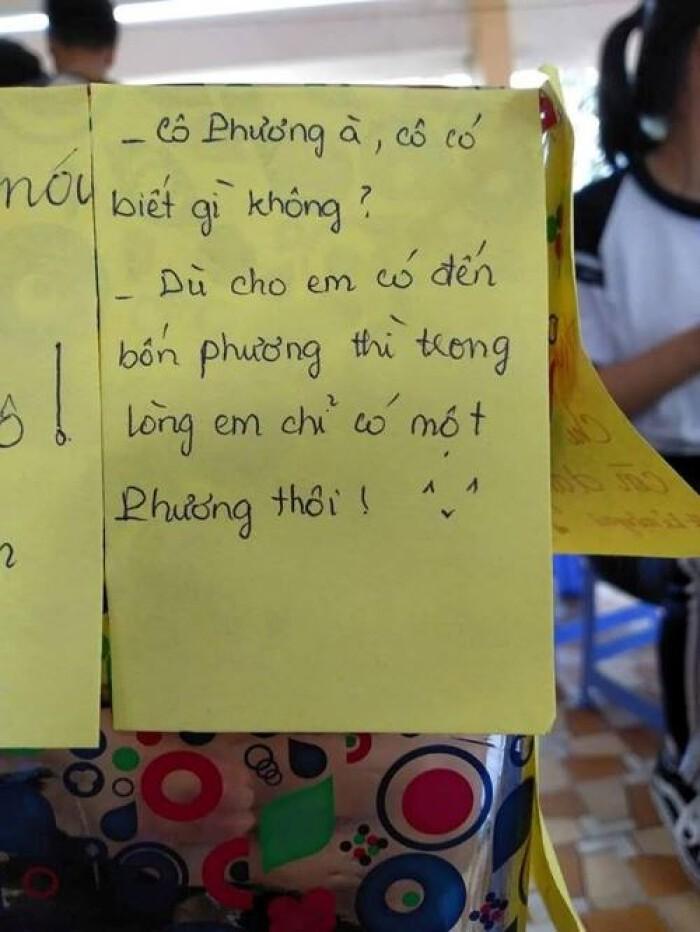 nói
!
- Cô Phương à, cô có
biết gì không?
- Dù cho em có đến
bốn phương thì trong
lòng em chỉ có một
Phương thôi! ^.^